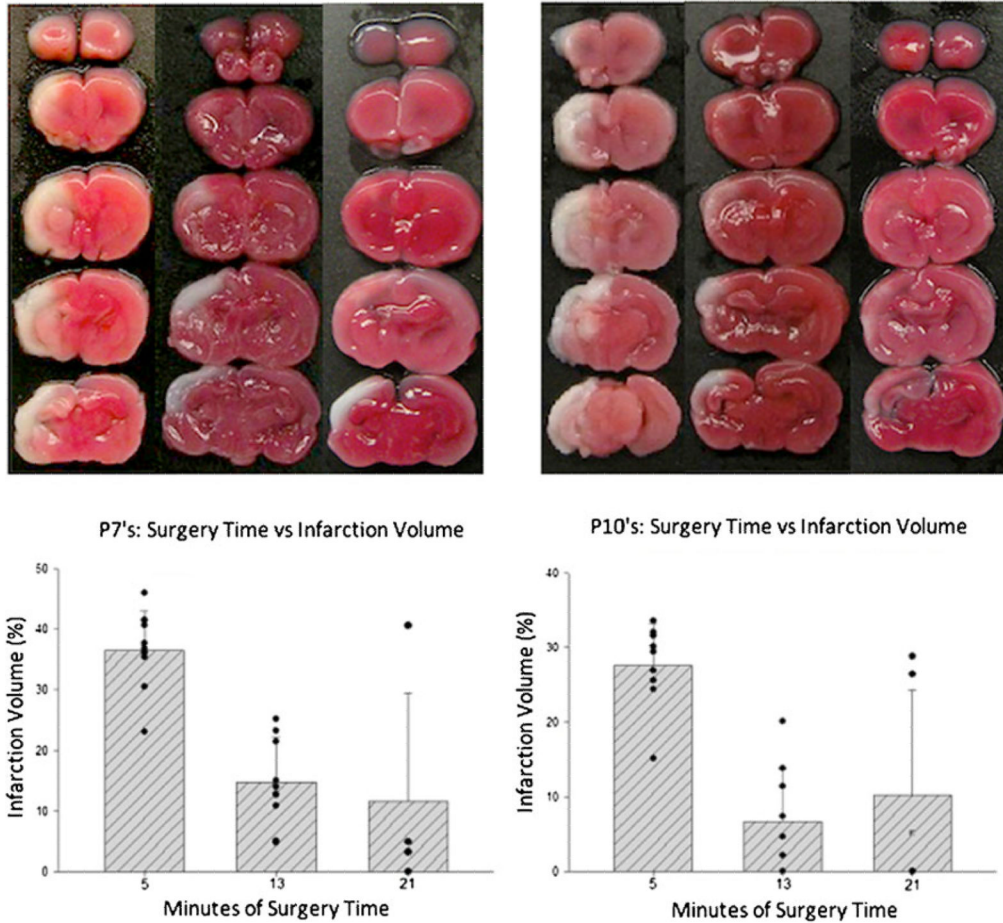 P7's: Surgery Time vs Infarction Volume
P10's: Surgery Time vs Infarction Volume
Infarction Volume (%)
50
40
30
20
10
0
5
13
21
Minutes of Surgery Time
Infarction Volume (%)
40
30
20
10
0
5
13
21
Minutes of Surgery Time